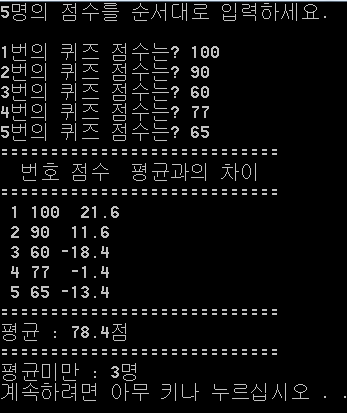 5명의 점수를 순서대로 입력하세요.
1번의 퀴즈 점수는? 100
2번의 퀴즈 점수는? 90
3번의 퀴즈 점수는? 60
4번의 퀴즈 점수는? 77
5번의 퀴즈 점수는? 65
----------------------------
번호 점수 평균과의 차이
----------------------------
1 100 21.6
2 90 11.6
3 60 -18.4
4 77 -1.4
5 65 -13.4
----------------------------
평균 : 78.4점
----------------------------
평균미만 : 3명
계속하려면 아무 키나 누르십시오 . .